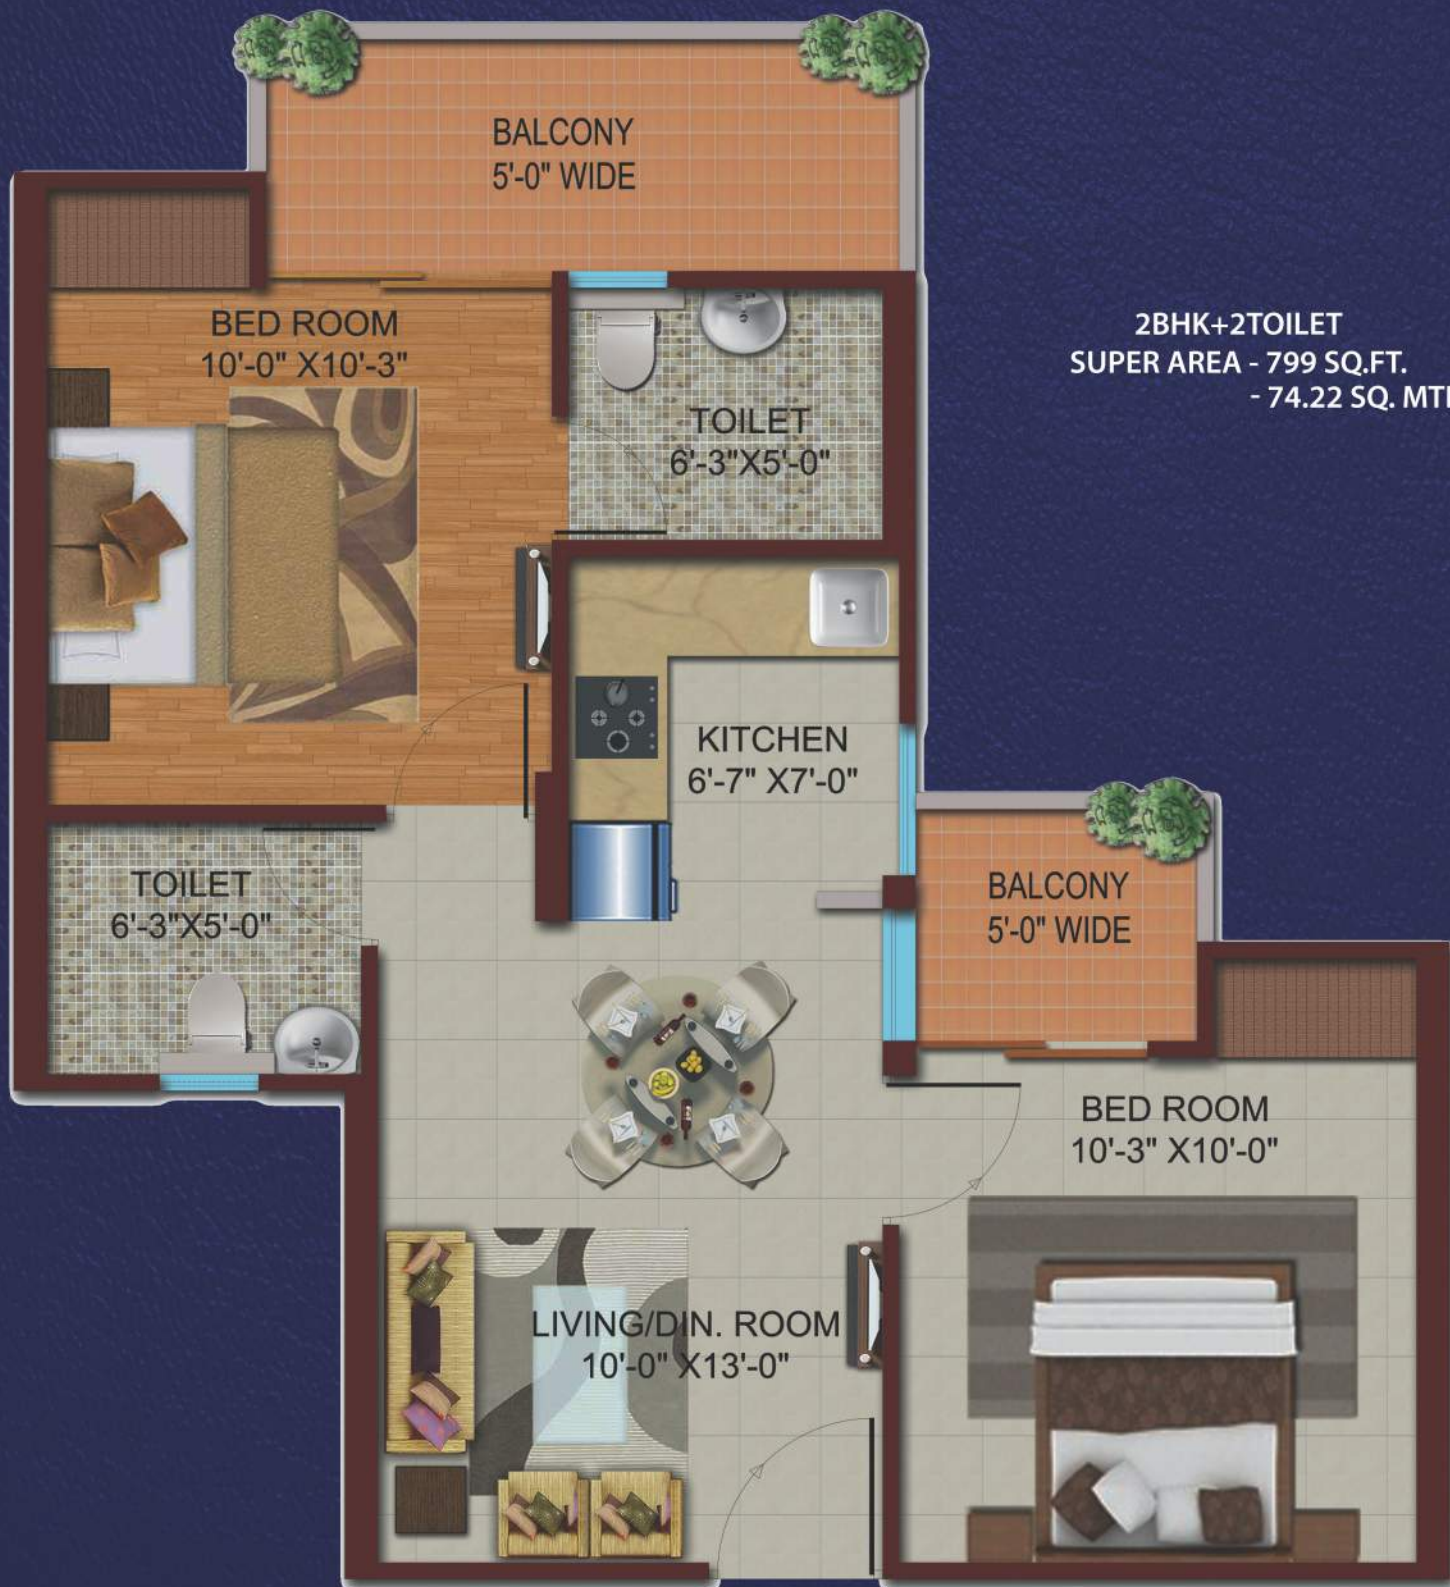 BALCONY
5'-0" WIDE
BED ROOM
10'-0" X10'-3"
2BHK+2TOILET
SUPER AREA - 799 SQ.FT.
- 74.22 SQ. MT
TOILET
6'-3"X5'-0"
KITCHEN
6'-7" X7'-0"
TOILET
6'-3"X5'-0"
BALCONY
5'-0" WIDE
BED ROOM
10'-3" X10'-0"
LIVING/DIN. ROOM
10'-0" X13'-0"